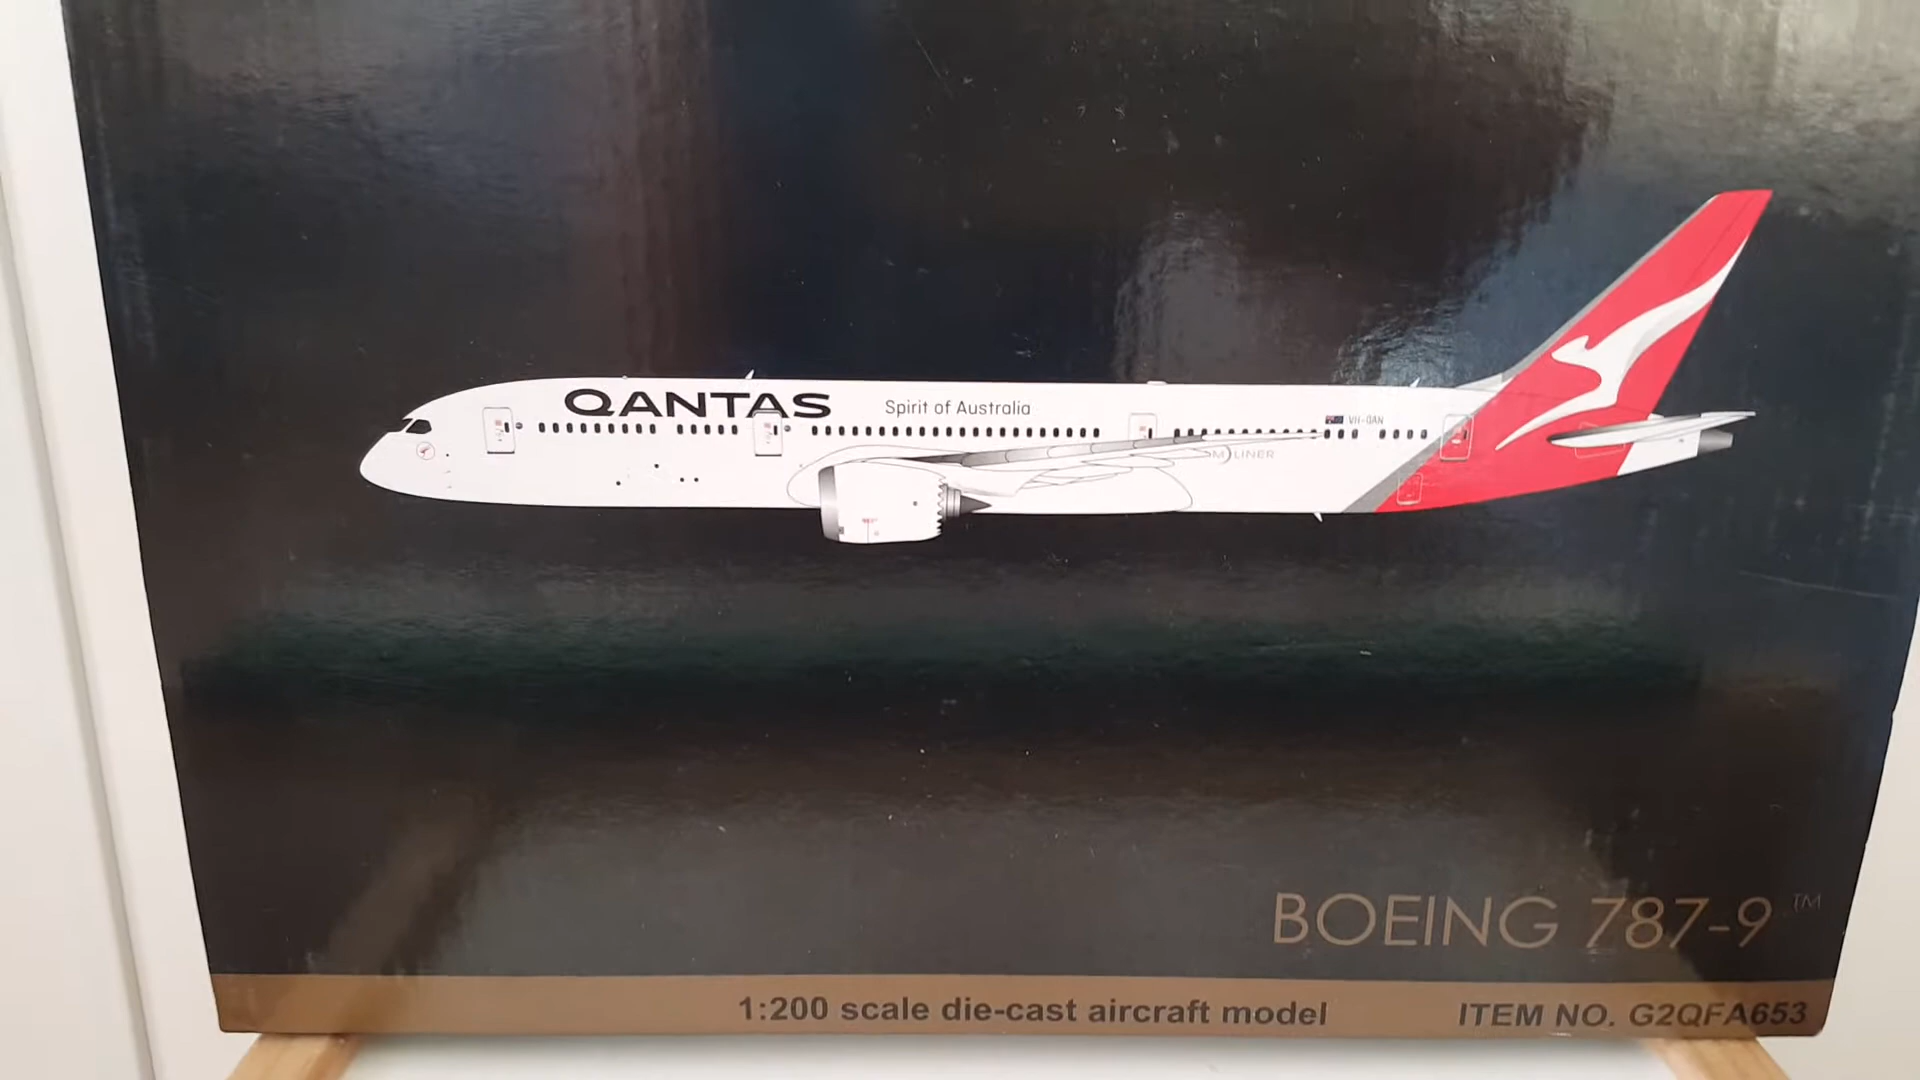 QANTAS
Spirit of Australia
BOEING 787-9 ™
1:200 scale die-cast aircraft model
ITEM NO. G2QFA653